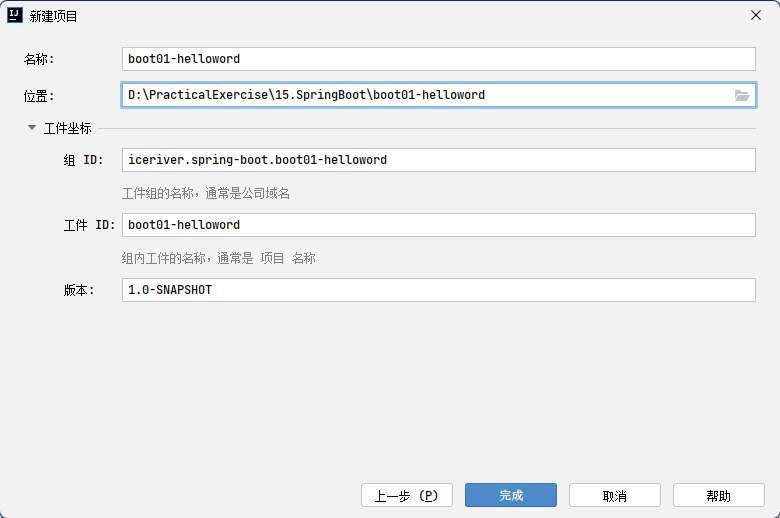 新建项目
名称: boot01-helloword
位置: D:\PracticalExercise\15.SpringBoot\boot01-helloword
工件坐标
组 ID: iceriver.spring-boot.boot01-helloword
工件组的名称，通常是公司域名
工件 ID: boot01-helloword
组内工件的名称，通常是 项目 名称
版本: 1.0-SNAPSHOT
上一步 (P) 完成 取消 帮助